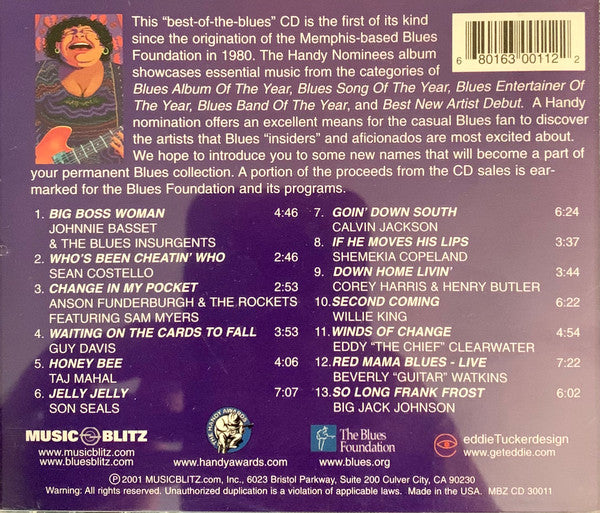 This "best-of-the-blues" CD is the first of its kind
since the origination of the Memphis-based Blues
Foundation in 1980. The Handy Nominees album
showcases essential music from the categories of
Blues Album Of The Year, Blues Song Of The Year, Blues Entertainer Of
The Year, Blues Band Of The Year, and Best New Artist Debut. A Handy
nomination offers an excellent means for the casual Blues fan to discover
the artists that Blues "insiders" and aficionados are most excited about.
We hope to introduce you to some new names that will become a part of
your permanent Blues collection. A portion of the proceeds from the CD sales is ear-
marked for the Blues Foundation and its programs.
6 80163 00112 2
1. BIG BOSS WOMAN 4:46
JOHNNIE BASSET
& THE BLUES INSURGENTS
2. WHO'S BEEN CHEATIN' WHO 2:46
SEAN COSTELLO
3. CHANGE IN MY POCKET 2:53
ANSON FUNDERBURGH & THE ROCKETS
FEATURING SAM MYERS
4. WAITING ON THE CARDS TO FALL 3:53
GUY DAVIS
5. HONEY BEE 4:06
TAJ MAHAL
6. JELLY JELLY 7:07
SON SEALS
7. GOIN' DOWN SOUTH 6:24
CALVIN JACKSON
8. IF HE MOVES HIS LIPS 3:37
SHEMEKIA COPELAND
9. DOWN HOME LIVIN' 3:44
COREY HARRIS & HENRY BUTLER
10. SECOND COMING 6:22
WILLIE KING
11. WINDS OF CHANGE 4:54
EDDY "THE CHIEF" CLEARWATER
12. RED MAMA BLUES - LIVE 7:22
BEVERLY "GUITAR" WATKINS
13. SO LONG FRANK FROST 6:02
BIG JACK JOHNSON
MUSIC BLITZ
www.musicblitz.com
www.bluesblitz.com
THE HANDY AWARDS
www.handyawards.com
The Blues
Foundation
www.blues.org
eddieTuckerdesign
www.geteddie.com
℗©2001 MUSICBLITZ.com, Inc., 6023 Bristol Parkway, Suite 200 Culver City, CA 90230
Warning: All rights reserved. Unauthorized duplication is a violation of applicable laws. Made in USA. MBZ CD 30011